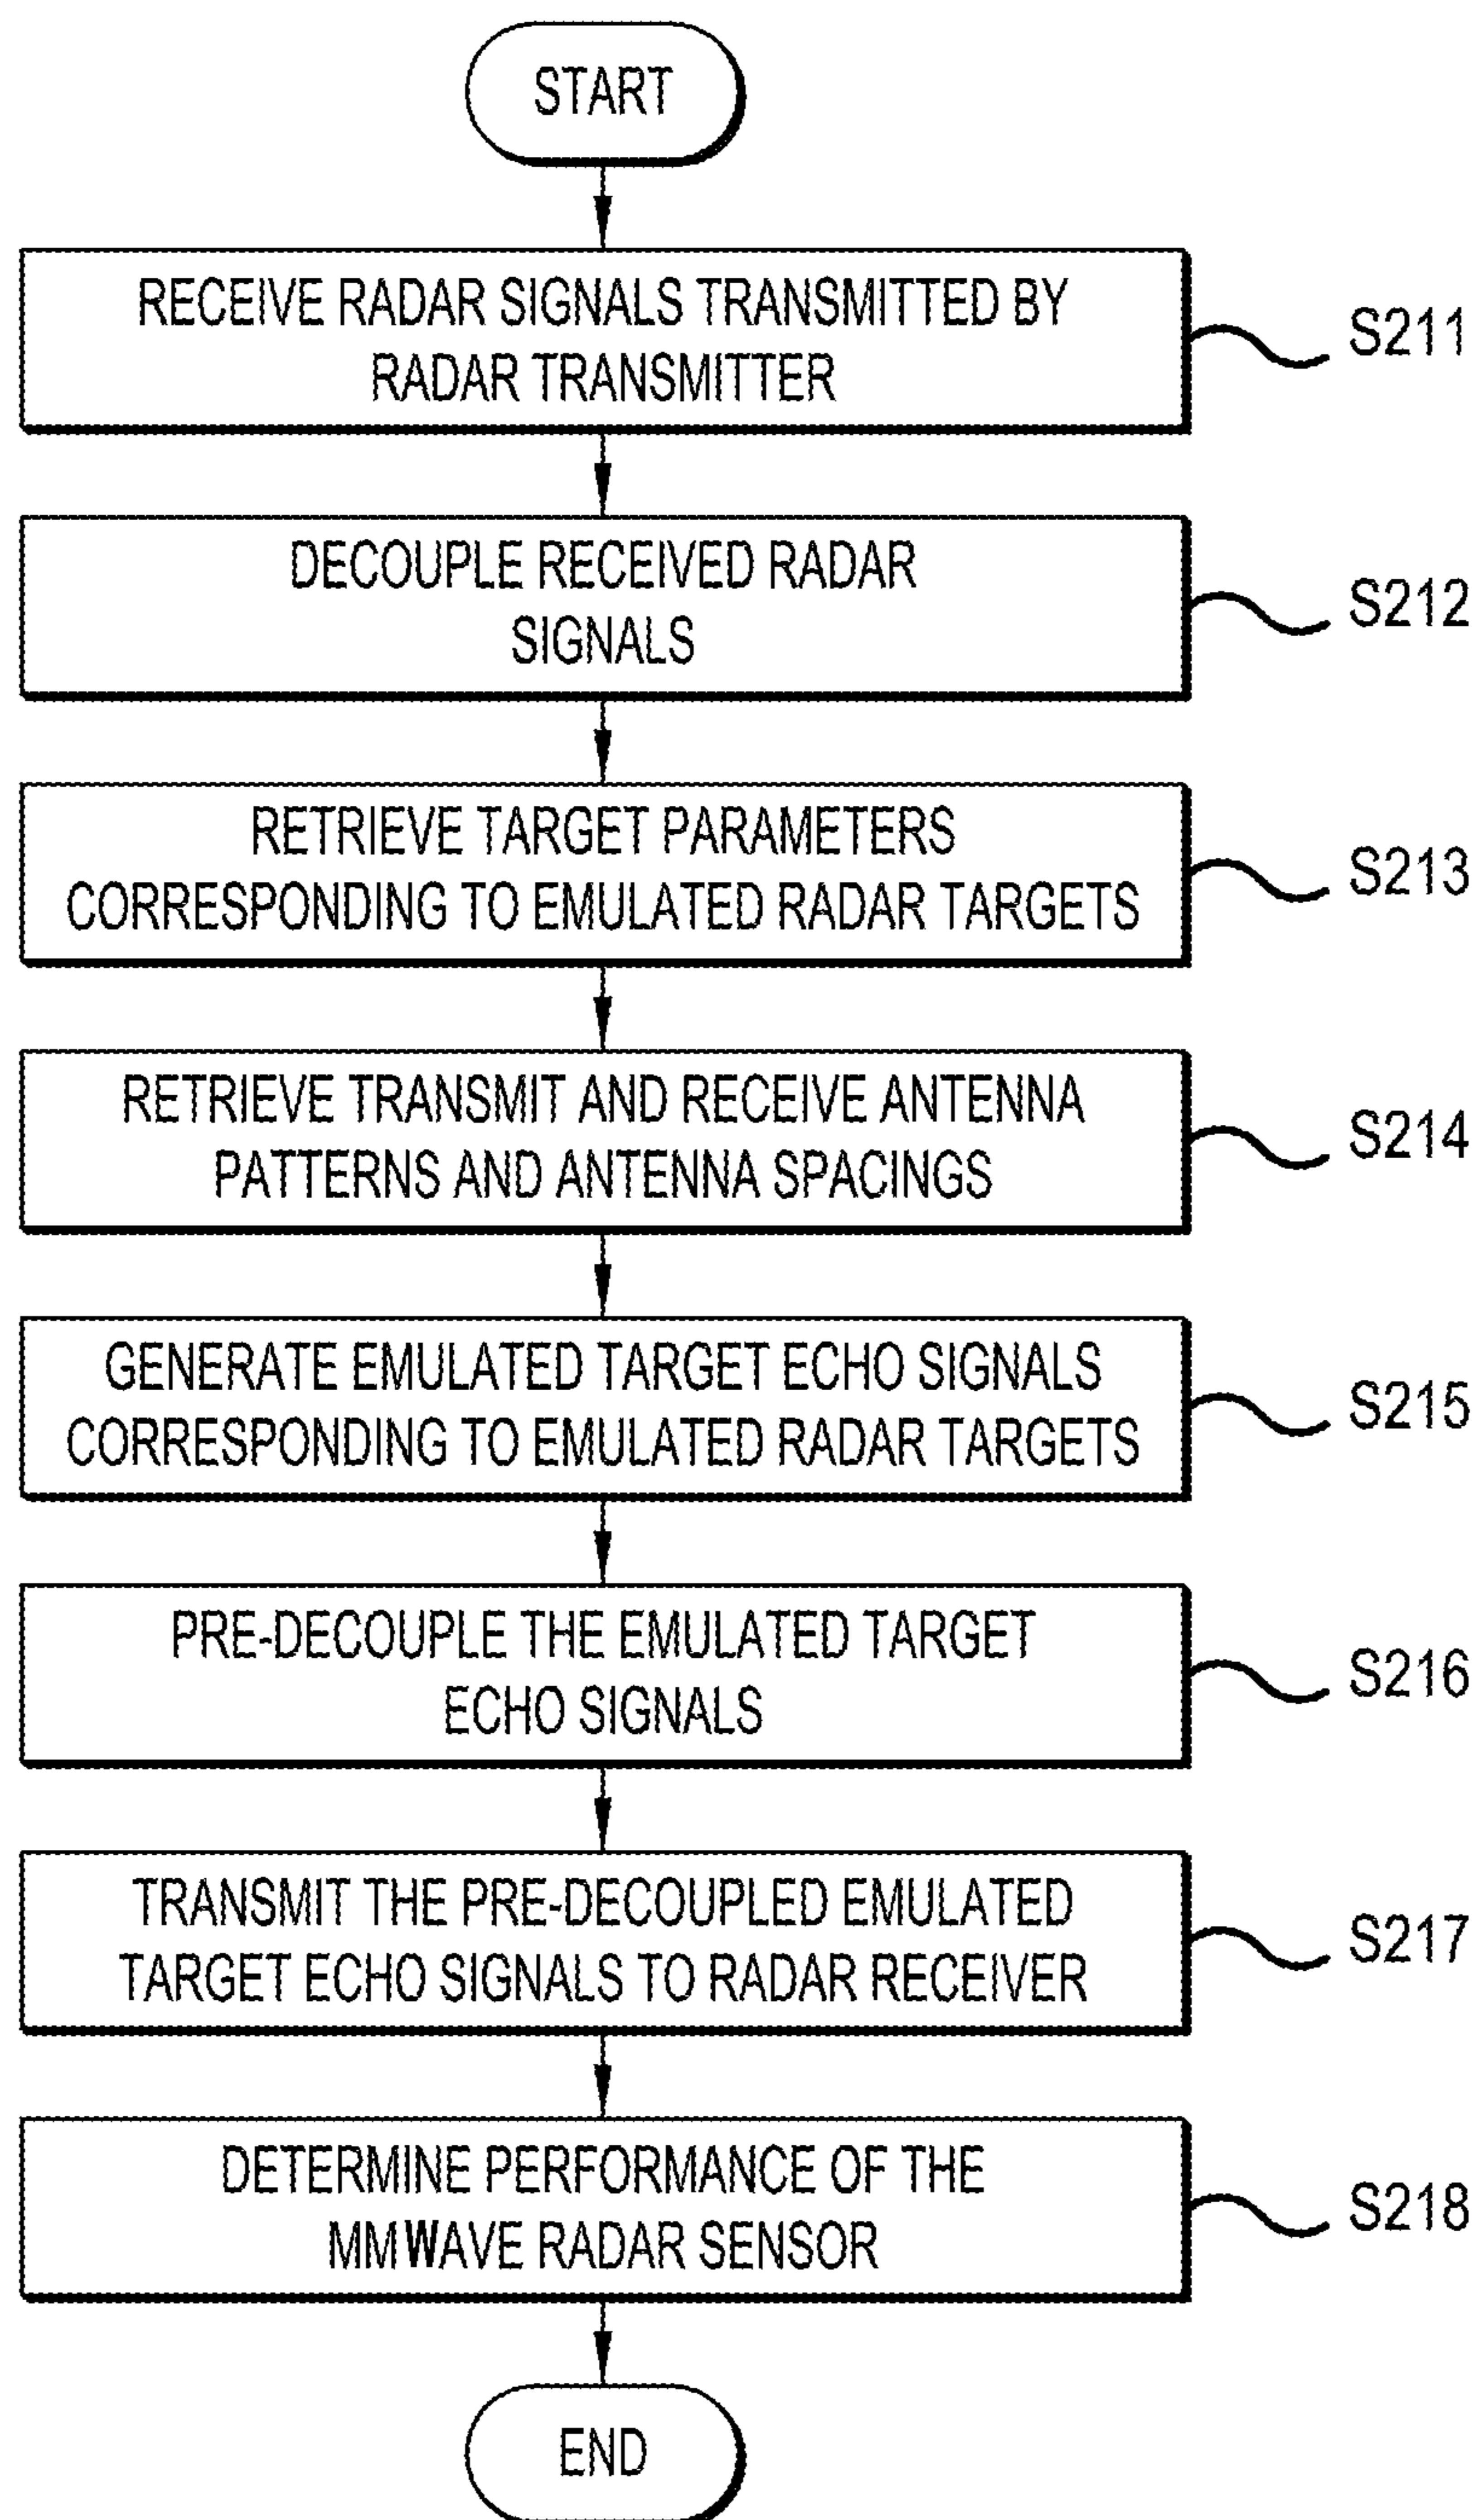 START
RECEIVE RADAR SIGNALS TRANSMITTED BY
RADAR TRANSMITTER
S211
DECOUPLE RECEIVED RADAR
SIGNALS
S212
RETRIEVE TARGET PARAMETERS
CORRESPONDING TO EMULATED RADAR TARGETS
S213
RETRIEVE TRANSMIT AND RECEIVE ANTENNA
PATTERNS AND ANTENNA SPACINGS
S214
GENERATE EMULATED TARGET ECHO SIGNALS
CORRESPONDING TO EMULATED RADAR TARGETS
S215
PRE-DECOUPLE THE EMULATED TARGET
ECHO SIGNALS
S216
TRANSMIT THE PRE-DECOUPLED EMULATED
TARGET ECHO SIGNALS TO RADAR RECEIVER
S217
DETERMINE PERFORMANCE OF THE
MMWAVE RADAR SENSOR
S218
END